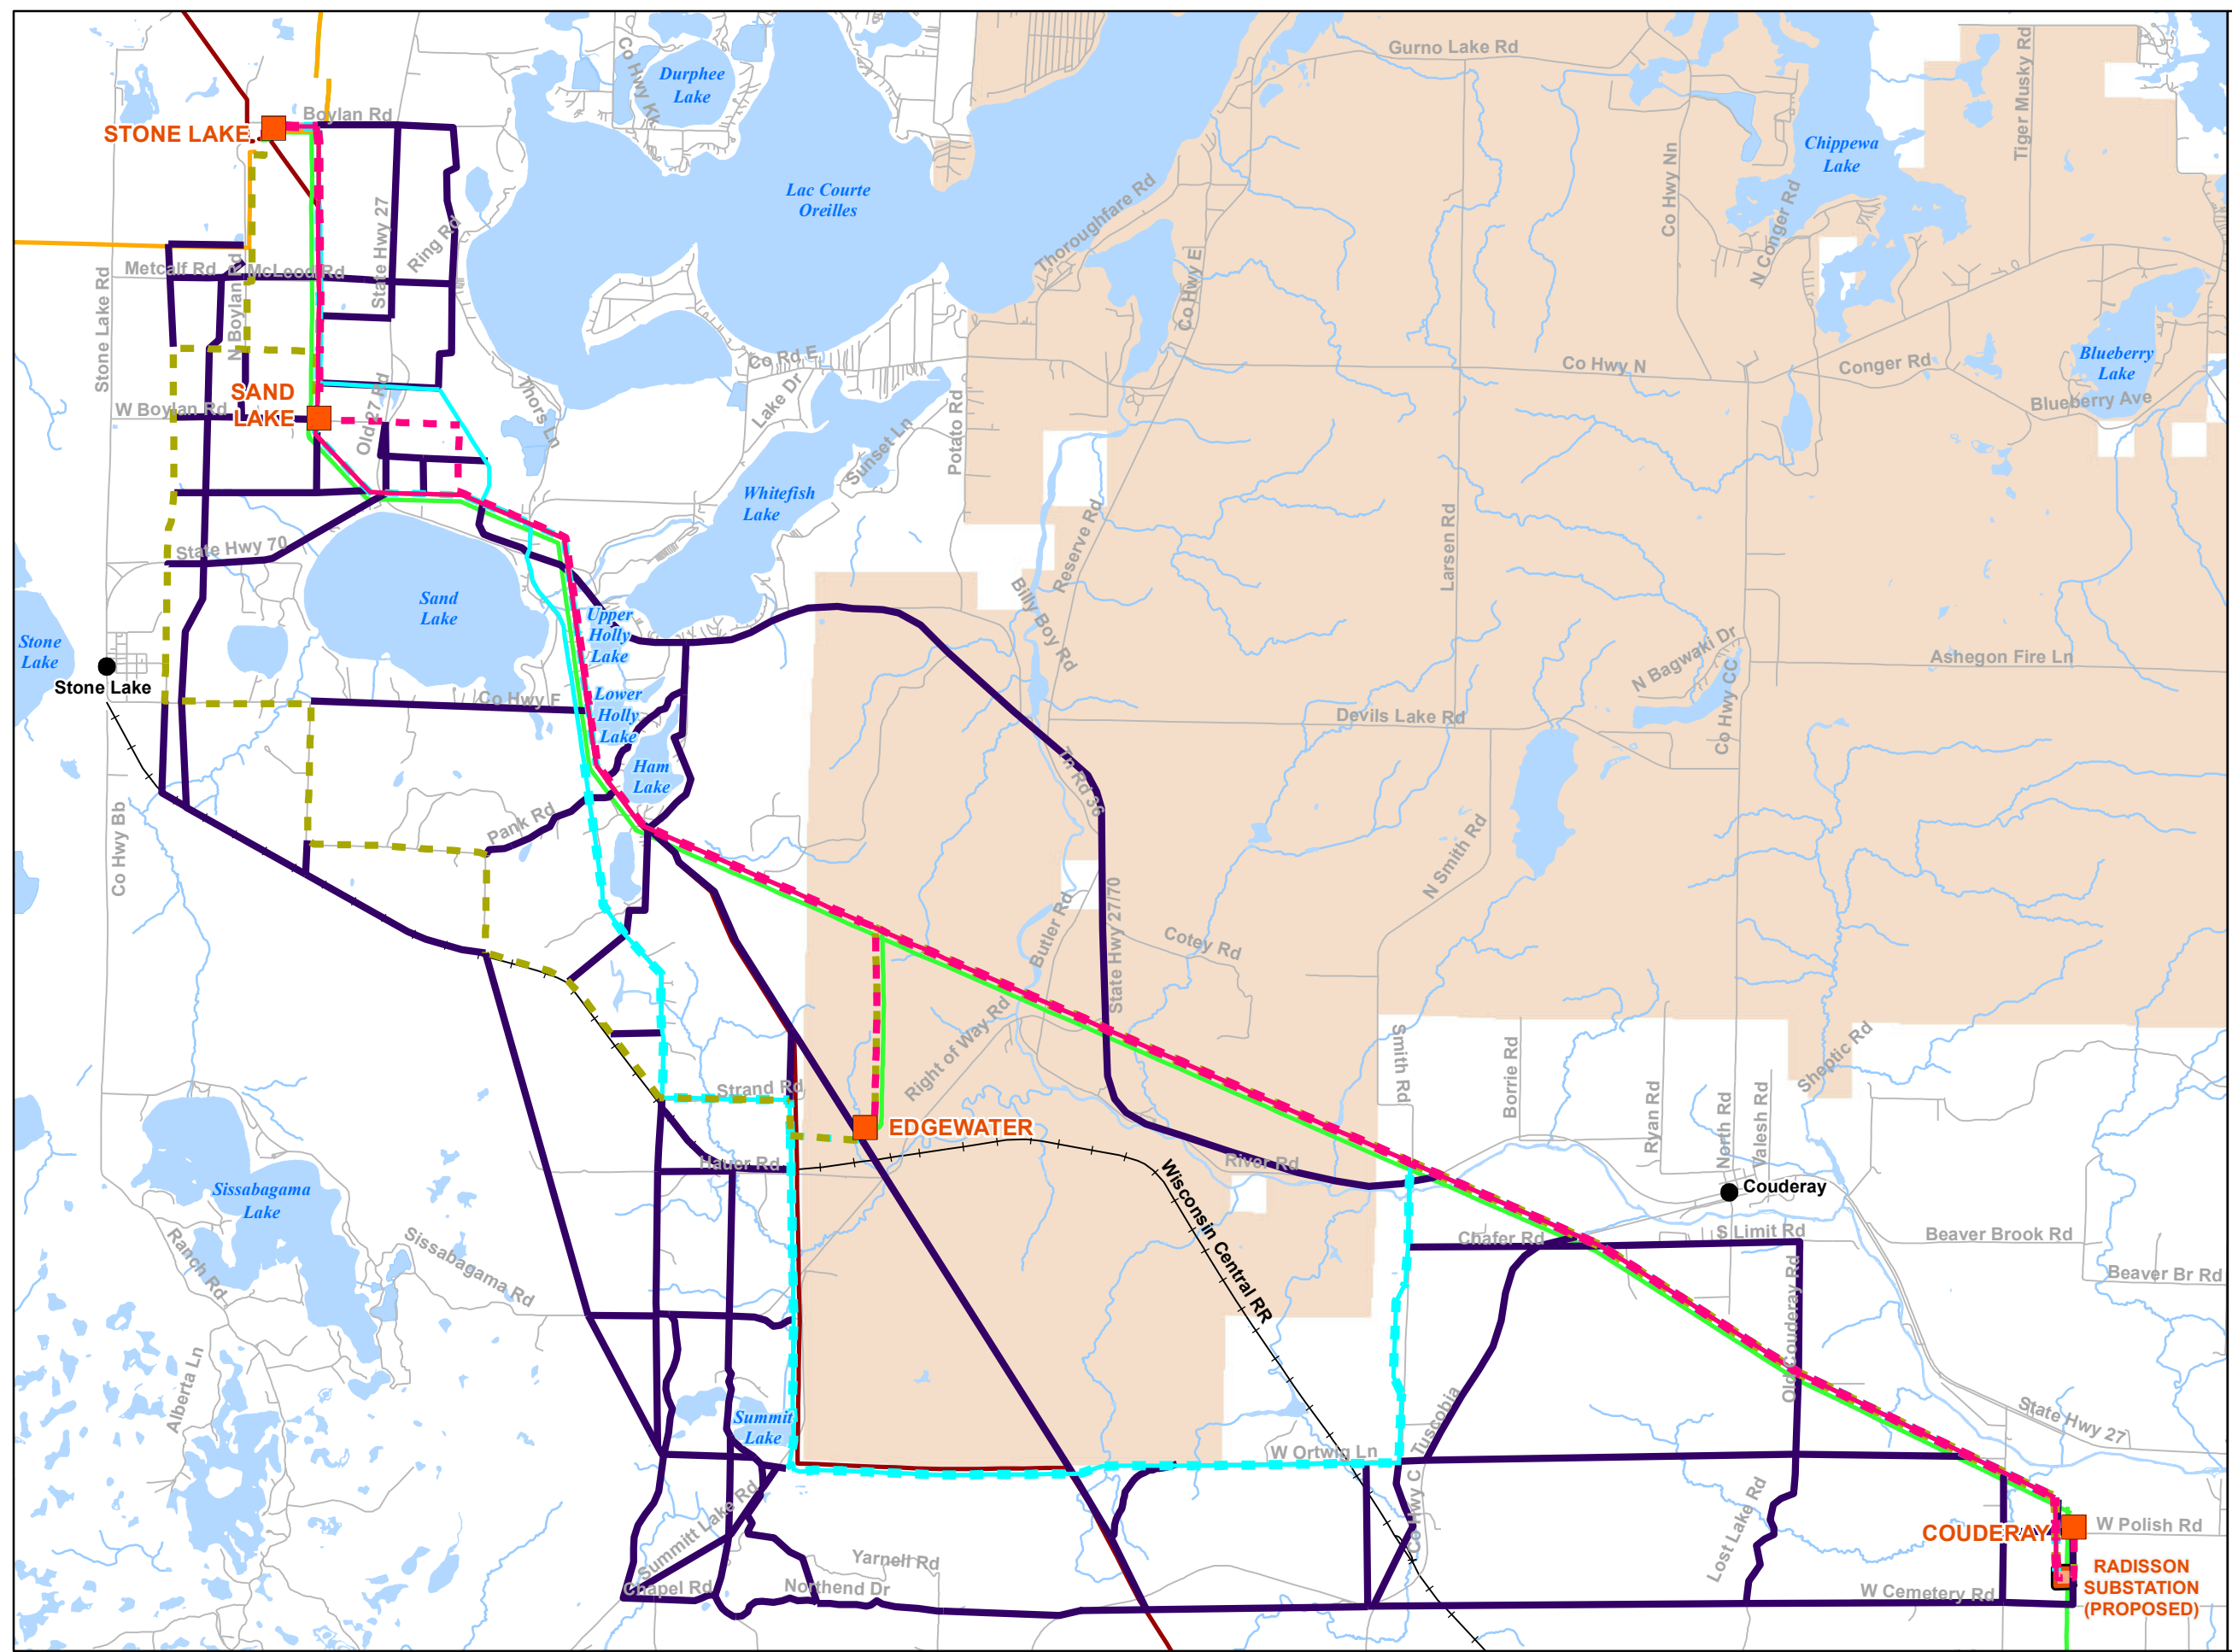 Gurno Lake Rd
Co Hwy Kk
Durphee
Lake
Tiger Musky Rd
Boylan Rd
STONE LAKE
Chippewa
Lake
Lac Courte
Oreilles
Co Hwy Nn
N Conger Rd
Thoroughfare Rd
State Hwy 27
Ring Rd
Metcalf Rd
McLeod Rd
N Boylan Rd
Stone Lake Rd
Co Hwy E
Co Rd E
Co Hwy N
Conger Rd
Blueberry
Lake
Blueberry Ave
SAND
LAKE
W Boylan Rd
Old 27 Rd
Thors Ln
Lake Dr
Sunset Ln
Potato Rd
Whitefish
Lake
State Hwy 70
Reserve Rd
Larsen Rd
Billy Boy Rd
Sand
Lake
Upper
Holly
Lake
Stone
Lake
Stone Lake
Co Hwy F
Lower
Holly
Lake
N Bagwaki Dr
Ashegon Fire Ln
Co Hwy CC
Devils Lake Rd
Ham
Lake
Tn Rd 36
Co Hwy Bb
Pank Rd
N Smith Rd
Butler Rd
State Hwy 27/70
Cotey Rd
Right of Way Rd
Smith Rd
Borrie Rd
Ryan Rd
North Rd
Valesh Rd
Sheptic Rd
Strand Rd
EDGEWATER
Hauer Rd
River Rd
Wisconsin Central RR
Couderay
Sissabagama
Lake
S Limit Rd
Chafer Rd
Beaver Brook Rd
Beaver Br Rd
Ranch Rd
Sissabagama Rd
Old Couderay Rd
Alberta Ln
Summit
Lake
W Ortwig Ln
Tuscobia
State Hwy 27
Co Hwy C
Lost Lake Rd
Summitt Lake Rd
COUDERAY
W Polish Rd
Yarnell Rd
Chapel Rd
Northend Dr
W Cemetery Rd
RADISSON
SUBSTATION
(PROPOSED)